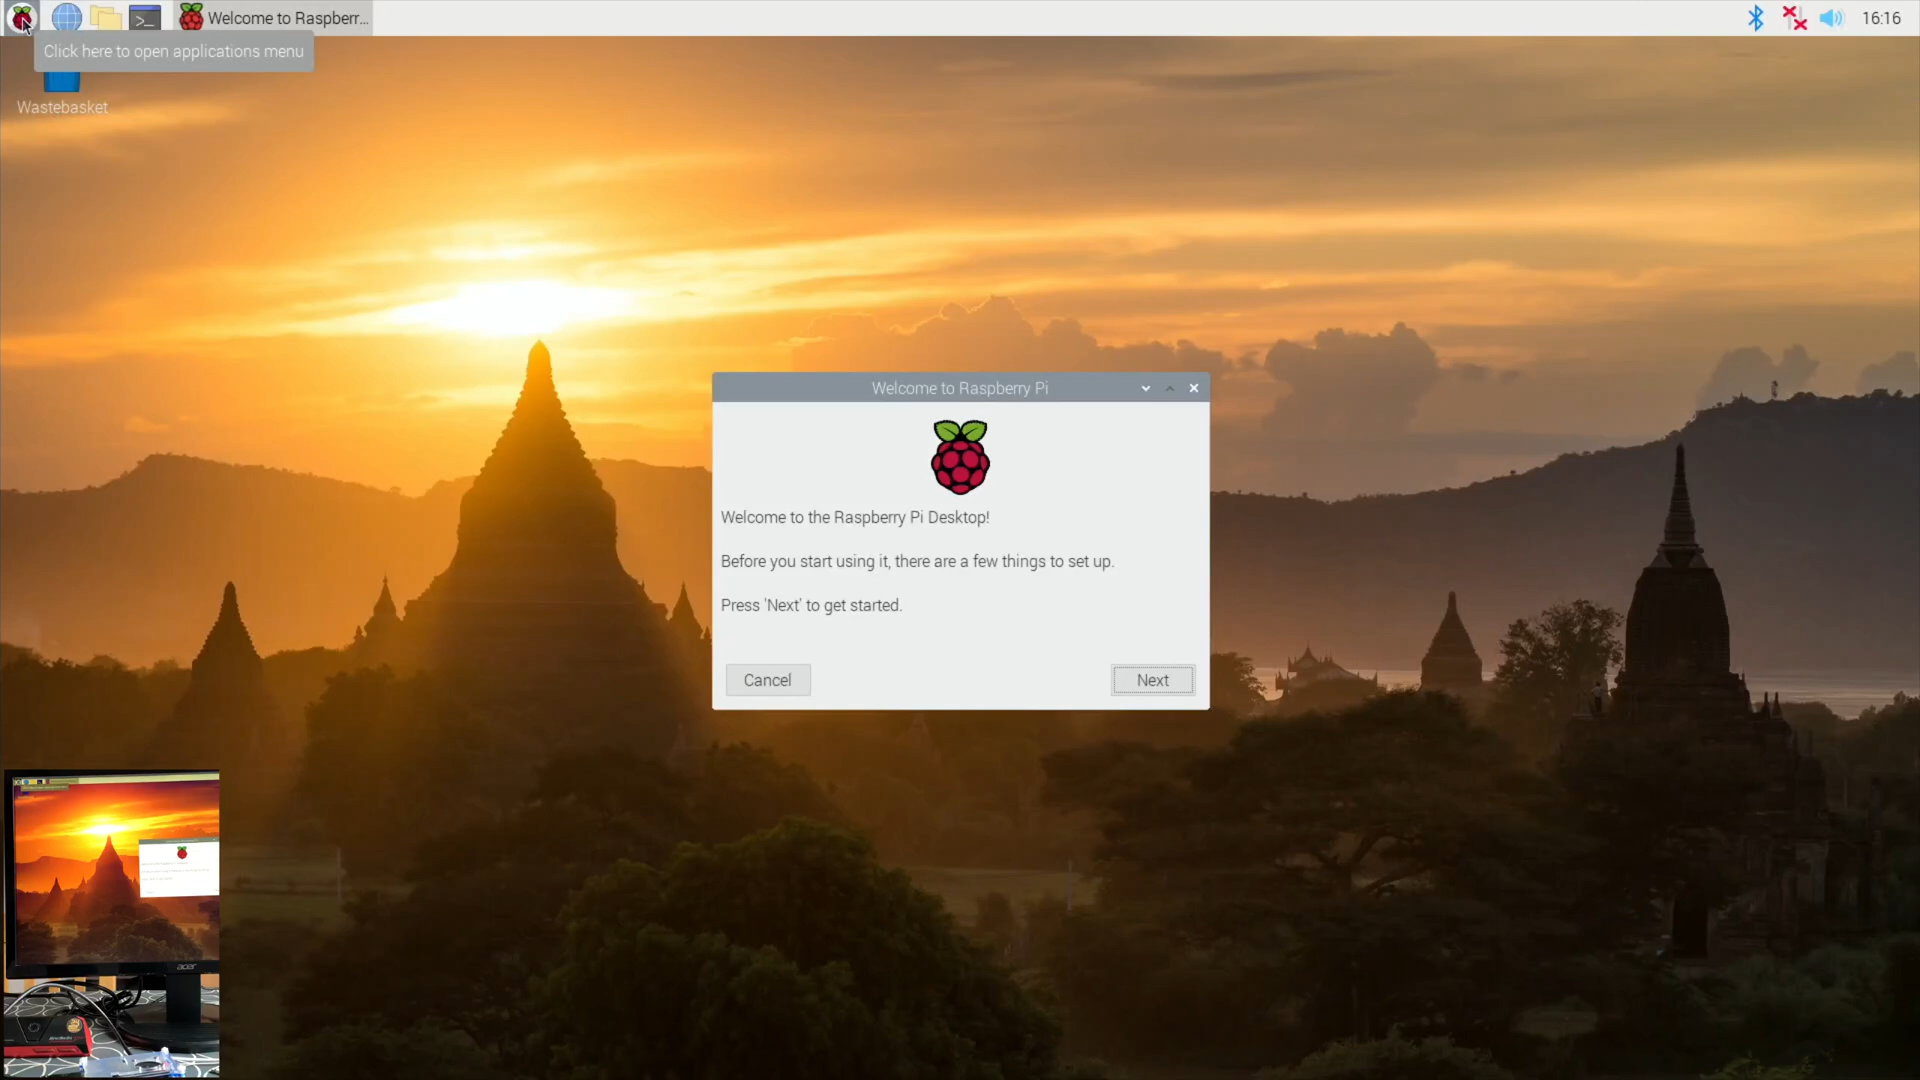 Welcome to Raspberr...
16:16
Click here to open applications menu
Wastebasket
Welcome to Raspberry Pi
Welcome to the Raspberry Pi Desktop!
Before you start using it, there are a few things to set up.
Press 'Next' to get started.
Cancel
Next
acer